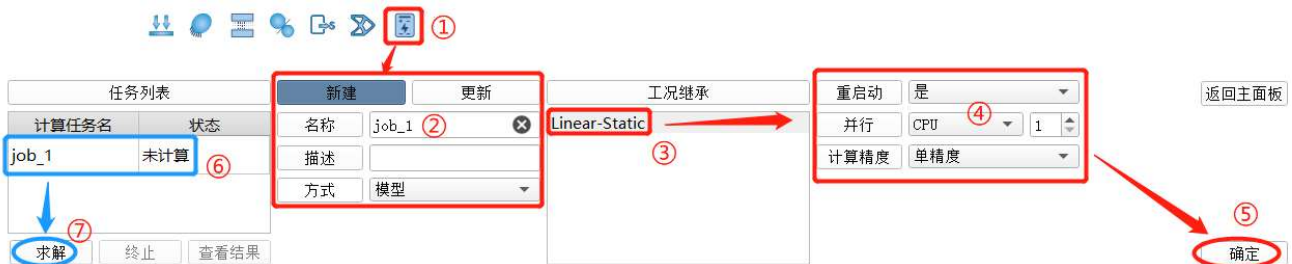 ①
任务列表 新建 更新 工况继承 重启动 是 返回主面板
计算任务名 状态 名称 job_1 ② Linear-Static 并行 CPU ④ 1
job_1 未计算 ⑥ 描述 ③ 计算精度 单精度
方式 模型
⑦ ⑤
求解 终止 查看结果 确定